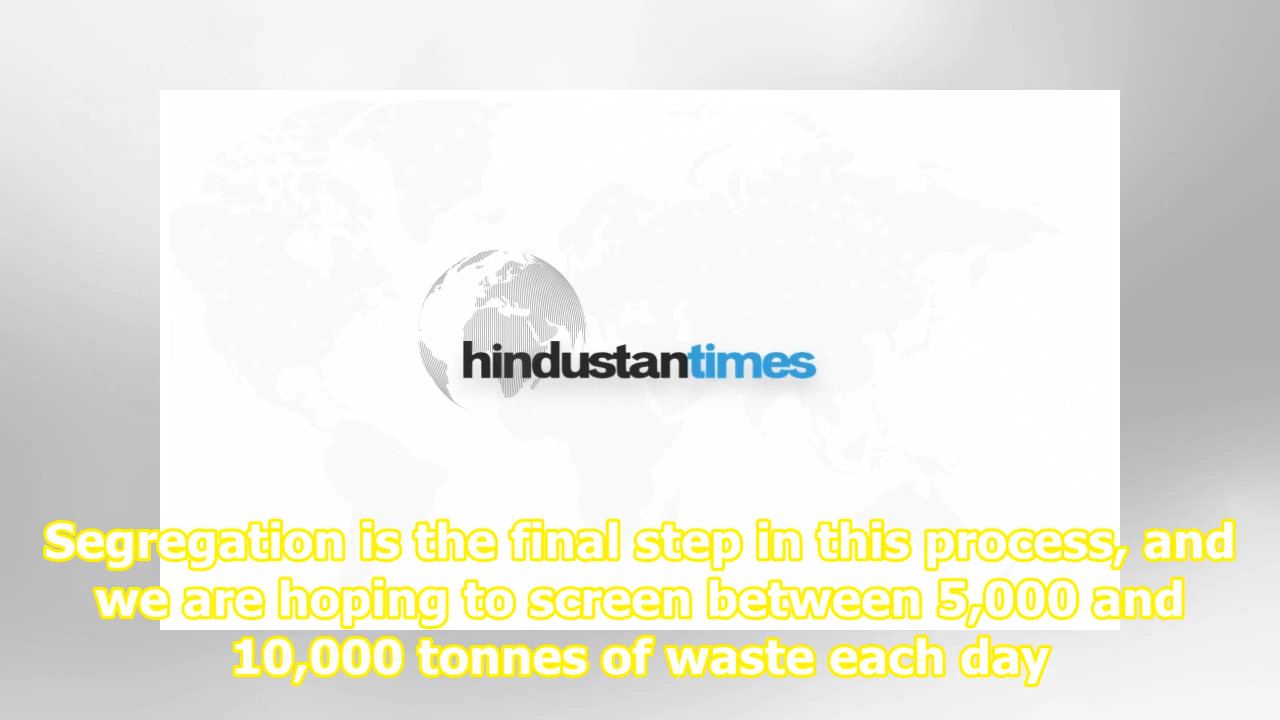 hindustantimes
Segregation is the final step in this process, and
we are hoping to screen between 5,000 and
10,000 tonnes of waste each day